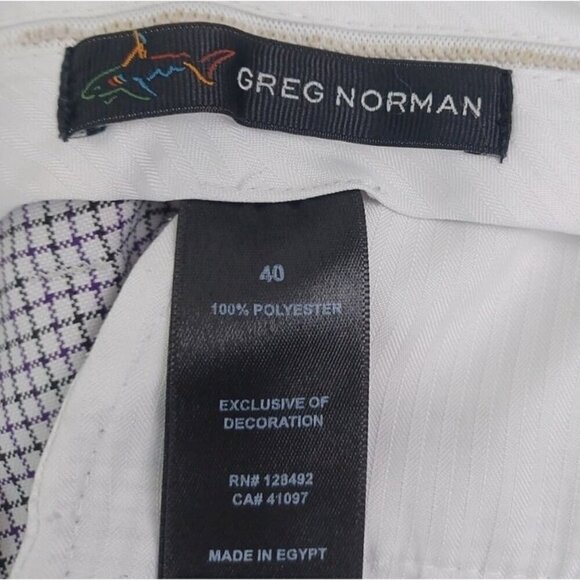 GREG NORMAN
40
100% POLYESTER
EXCLUSIVE OF
DECORATION
RN# 128492
CA# 41097
MADE IN EGYPT